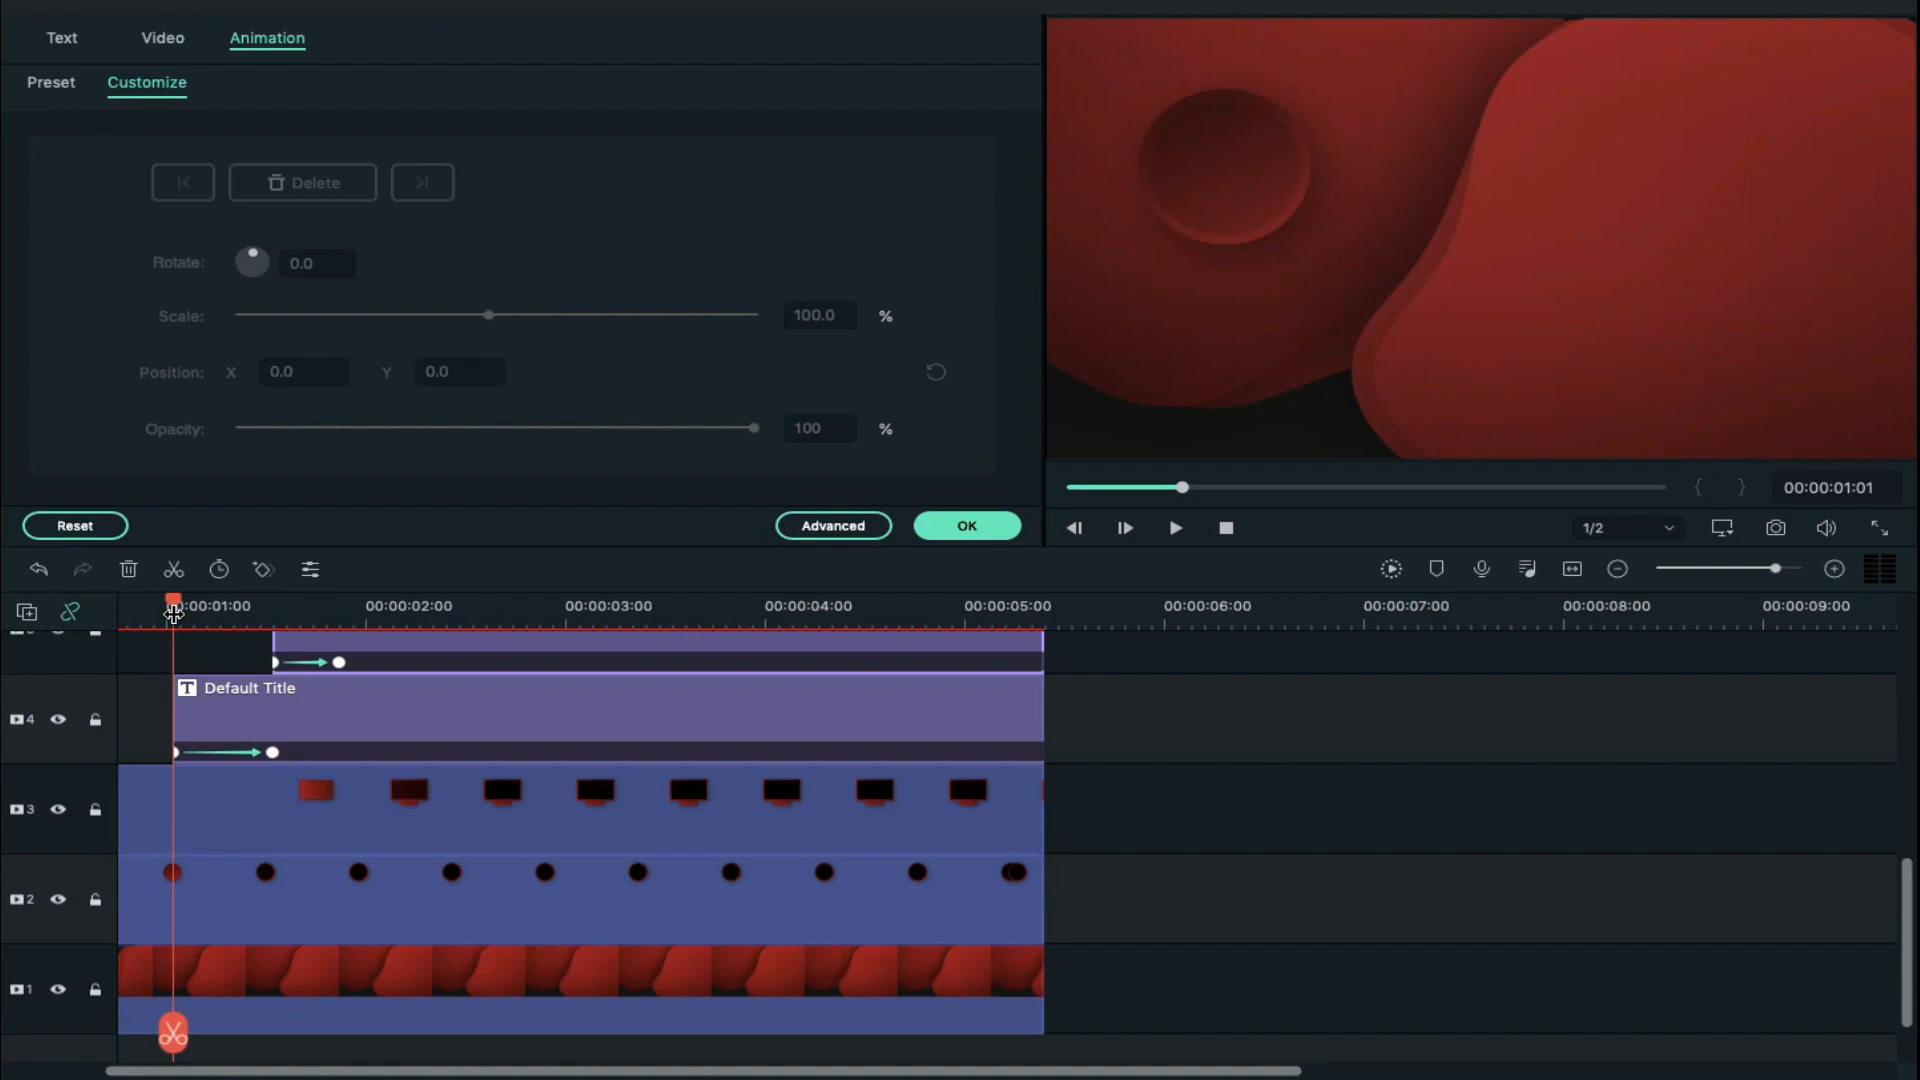 Text Video Animation
Preset Customize
Delete
Rotate: 0.0
Scale: 100.0 %
Position: X 0.0 Y 0.0
Opacity: 100 %
Reset Advanced OK
{ } 00:00:01:01
1/2
00:00:01:00 00:00:02:00 00:00:03:00 00:00:04:00 00:00:05:00 00:00:06:00 00:00:07:00 00:00:08:00 00:00:09:00
T Default Title
4
3
2
1